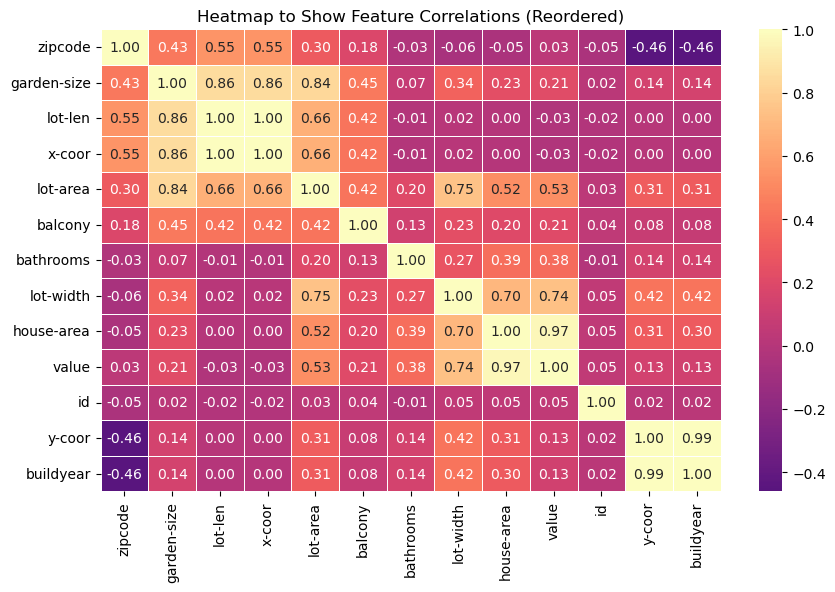 Heatmap to Show Feature Correlations (Reordered)
zipcode 1.00 0.43 0.55 0.55 0.30 0.18 -0.03 -0.06 -0.05 0.03 -0.05 -0.46 -0.46
garden-size 0.43 1.00 0.86 0.86 0.84 0.45 0.07 0.34 0.23 0.21 0.02 0.14 0.14
lot-len 0.55 0.86 1.00 1.00 0.66 0.42 -0.01 0.02 0.00 -0.03 -0.02 0.00 0.00
x-coor 0.55 0.86 1.00 1.00 0.66 0.42 -0.01 0.02 0.00 -0.03 -0.02 0.00 0.00
lot-area 0.30 0.84 0.66 0.66 1.00 0.42 0.20 0.75 0.52 0.53 0.03 0.31 0.31
balcony 0.18 0.45 0.42 0.42 0.42 1.00 0.13 0.23 0.20 0.21 0.04 0.08 0.08
bathrooms -0.03 0.07 -0.01 -0.01 0.20 0.13 1.00 0.27 0.39 0.38 -0.01 0.14 0.14
lot-width -0.06 0.34 0.02 0.02 0.75 0.23 0.27 1.00 0.70 0.74 0.05 0.42 0.42
house-area -0.05 0.23 0.00 0.00 0.52 0.20 0.39 0.70 1.00 0.97 0.05 0.31 0.30
value 0.03 0.21 -0.03 -0.03 0.53 0.21 0.38 0.74 0.97 1.00 0.05 0.13 0.13
id -0.05 0.02 -0.02 -0.02 0.03 0.04 -0.01 0.05 0.05 0.05 1.00 0.02 0.02
y-coor -0.46 0.14 0.00 0.00 0.31 0.08 0.14 0.42 0.31 0.13 0.02 1.00 0.99
buildyear -0.46 0.14 0.00 0.00 0.31 0.08 0.14 0.42 0.30 0.13 0.02 0.99 1.00
zipcode garden-size lot-len x-coor lot-area balcony bathrooms lot-width house-area value id y-coor buildyear
1.0
0.8
0.6
0.4
0.2
0.0
−0.2
−0.4